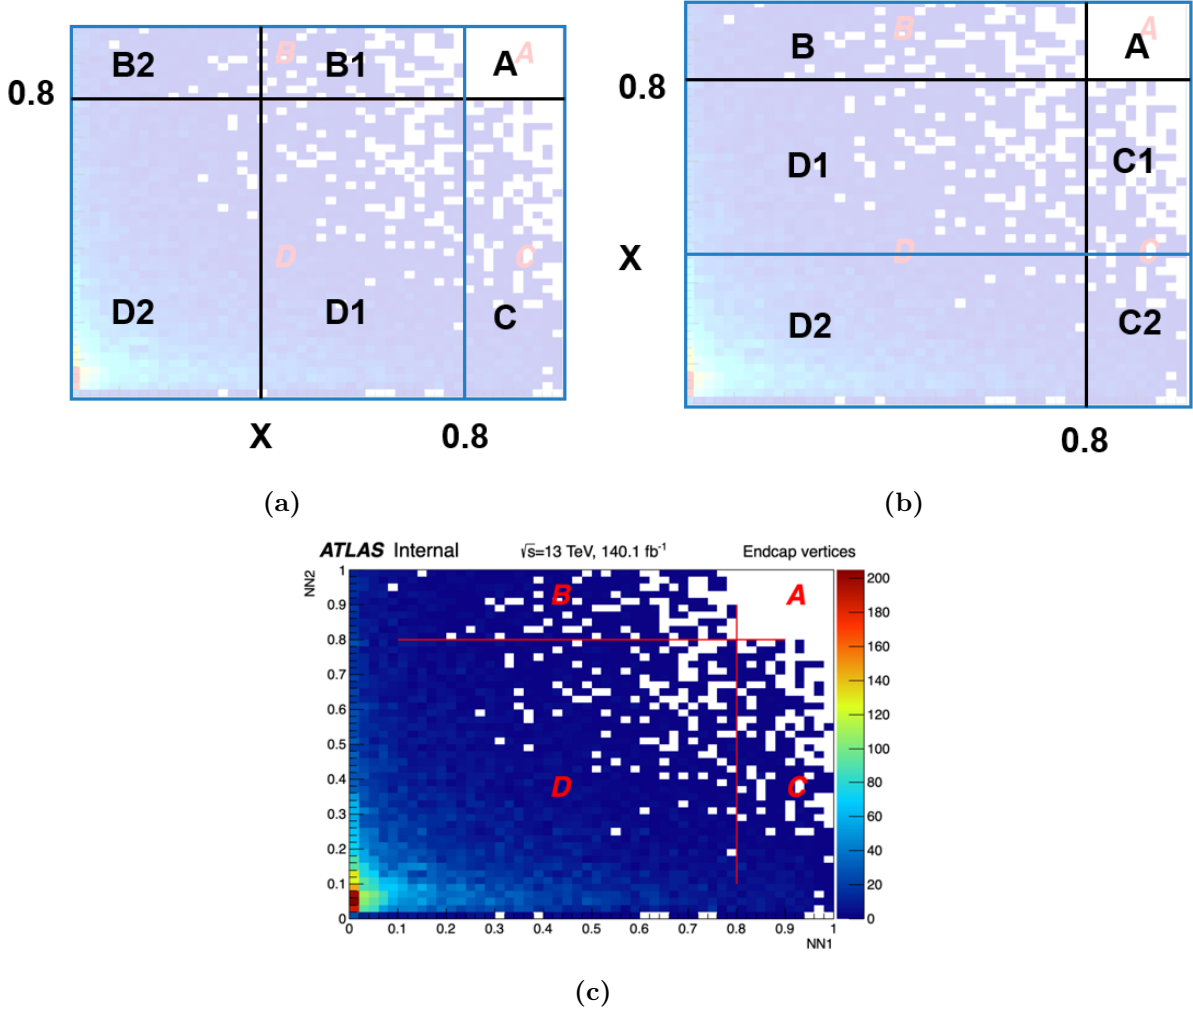 B2 B B1 A A
0.8
D
C
D2 D1 C
X 0.8
(a)
B B A A
0.8
D1 C1
X D C
D2 C2
0.8
(b)
ATLAS Internal √s=13 TeV, 140.1 fb-1 Endcap vertices
NN2
1 B A 200
0.9 180
0.8 160
0.7 140
0.6 120
0.5 100
0.4 D C 80
0.3 60
0.2 40
0.1 20
0 0
0 0.1 0.2 0.3 0.4 0.5 0.6 0.7 0.8 0.9 1
NN1
(c)